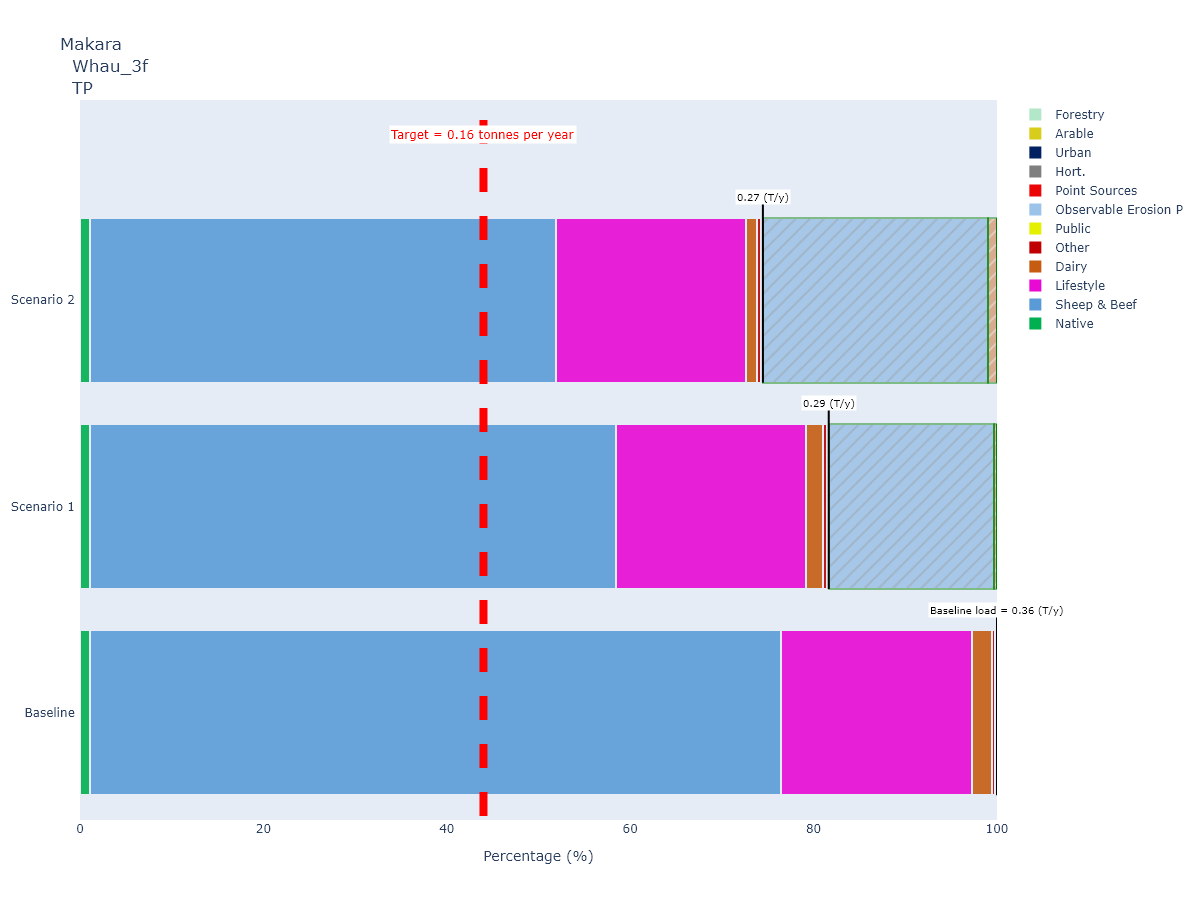 Makara
Whau_3f
TP
Target = 0.16 tonnes per year
0.27 (T/y)
Scenario 2
0.29 (T/y)
Scenario 1
Baseline load = 0.36 (T/y)
Baseline
0 20 40 60 80 100
Percentage (%)
Forestry
Arable
Urban
Hort.
Point Sources
Observable Erosion P
Public
Other
Dairy
Lifestyle
Sheep & Beef
Native